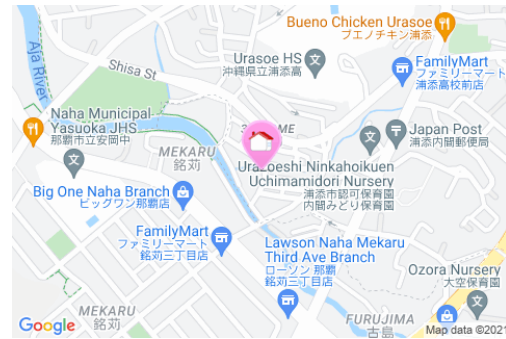 Bueno Chicken Urasoe
ブエノチキン浦添
Aja River
Shisa St
Urasoe HS
沖縄県立浦添高
FamilyMart
ファミリーマート
浦添高校前店
Naha Municipal
Yasuoka JHS
那覇市立安岡中
MEKARU
銘苅
Japan Post
浦添内間郵便局
Urazoeshi Ninkahoikuen
Uchimamidori Nursery
浦添市認可保育園
内間みどり保育園
Big One Naha Branch
ビッグワン那覇店
FamilyMart
ファミリーマート
銘苅三丁目店
Lawson Naha Mekaru
Third Ave Branch
ローソン 那覇
銘苅三丁目店
Ozora Nursery
大空保育園
MEKARU
銘苅
FURUJIMA
古島
Google
Map data ©2021